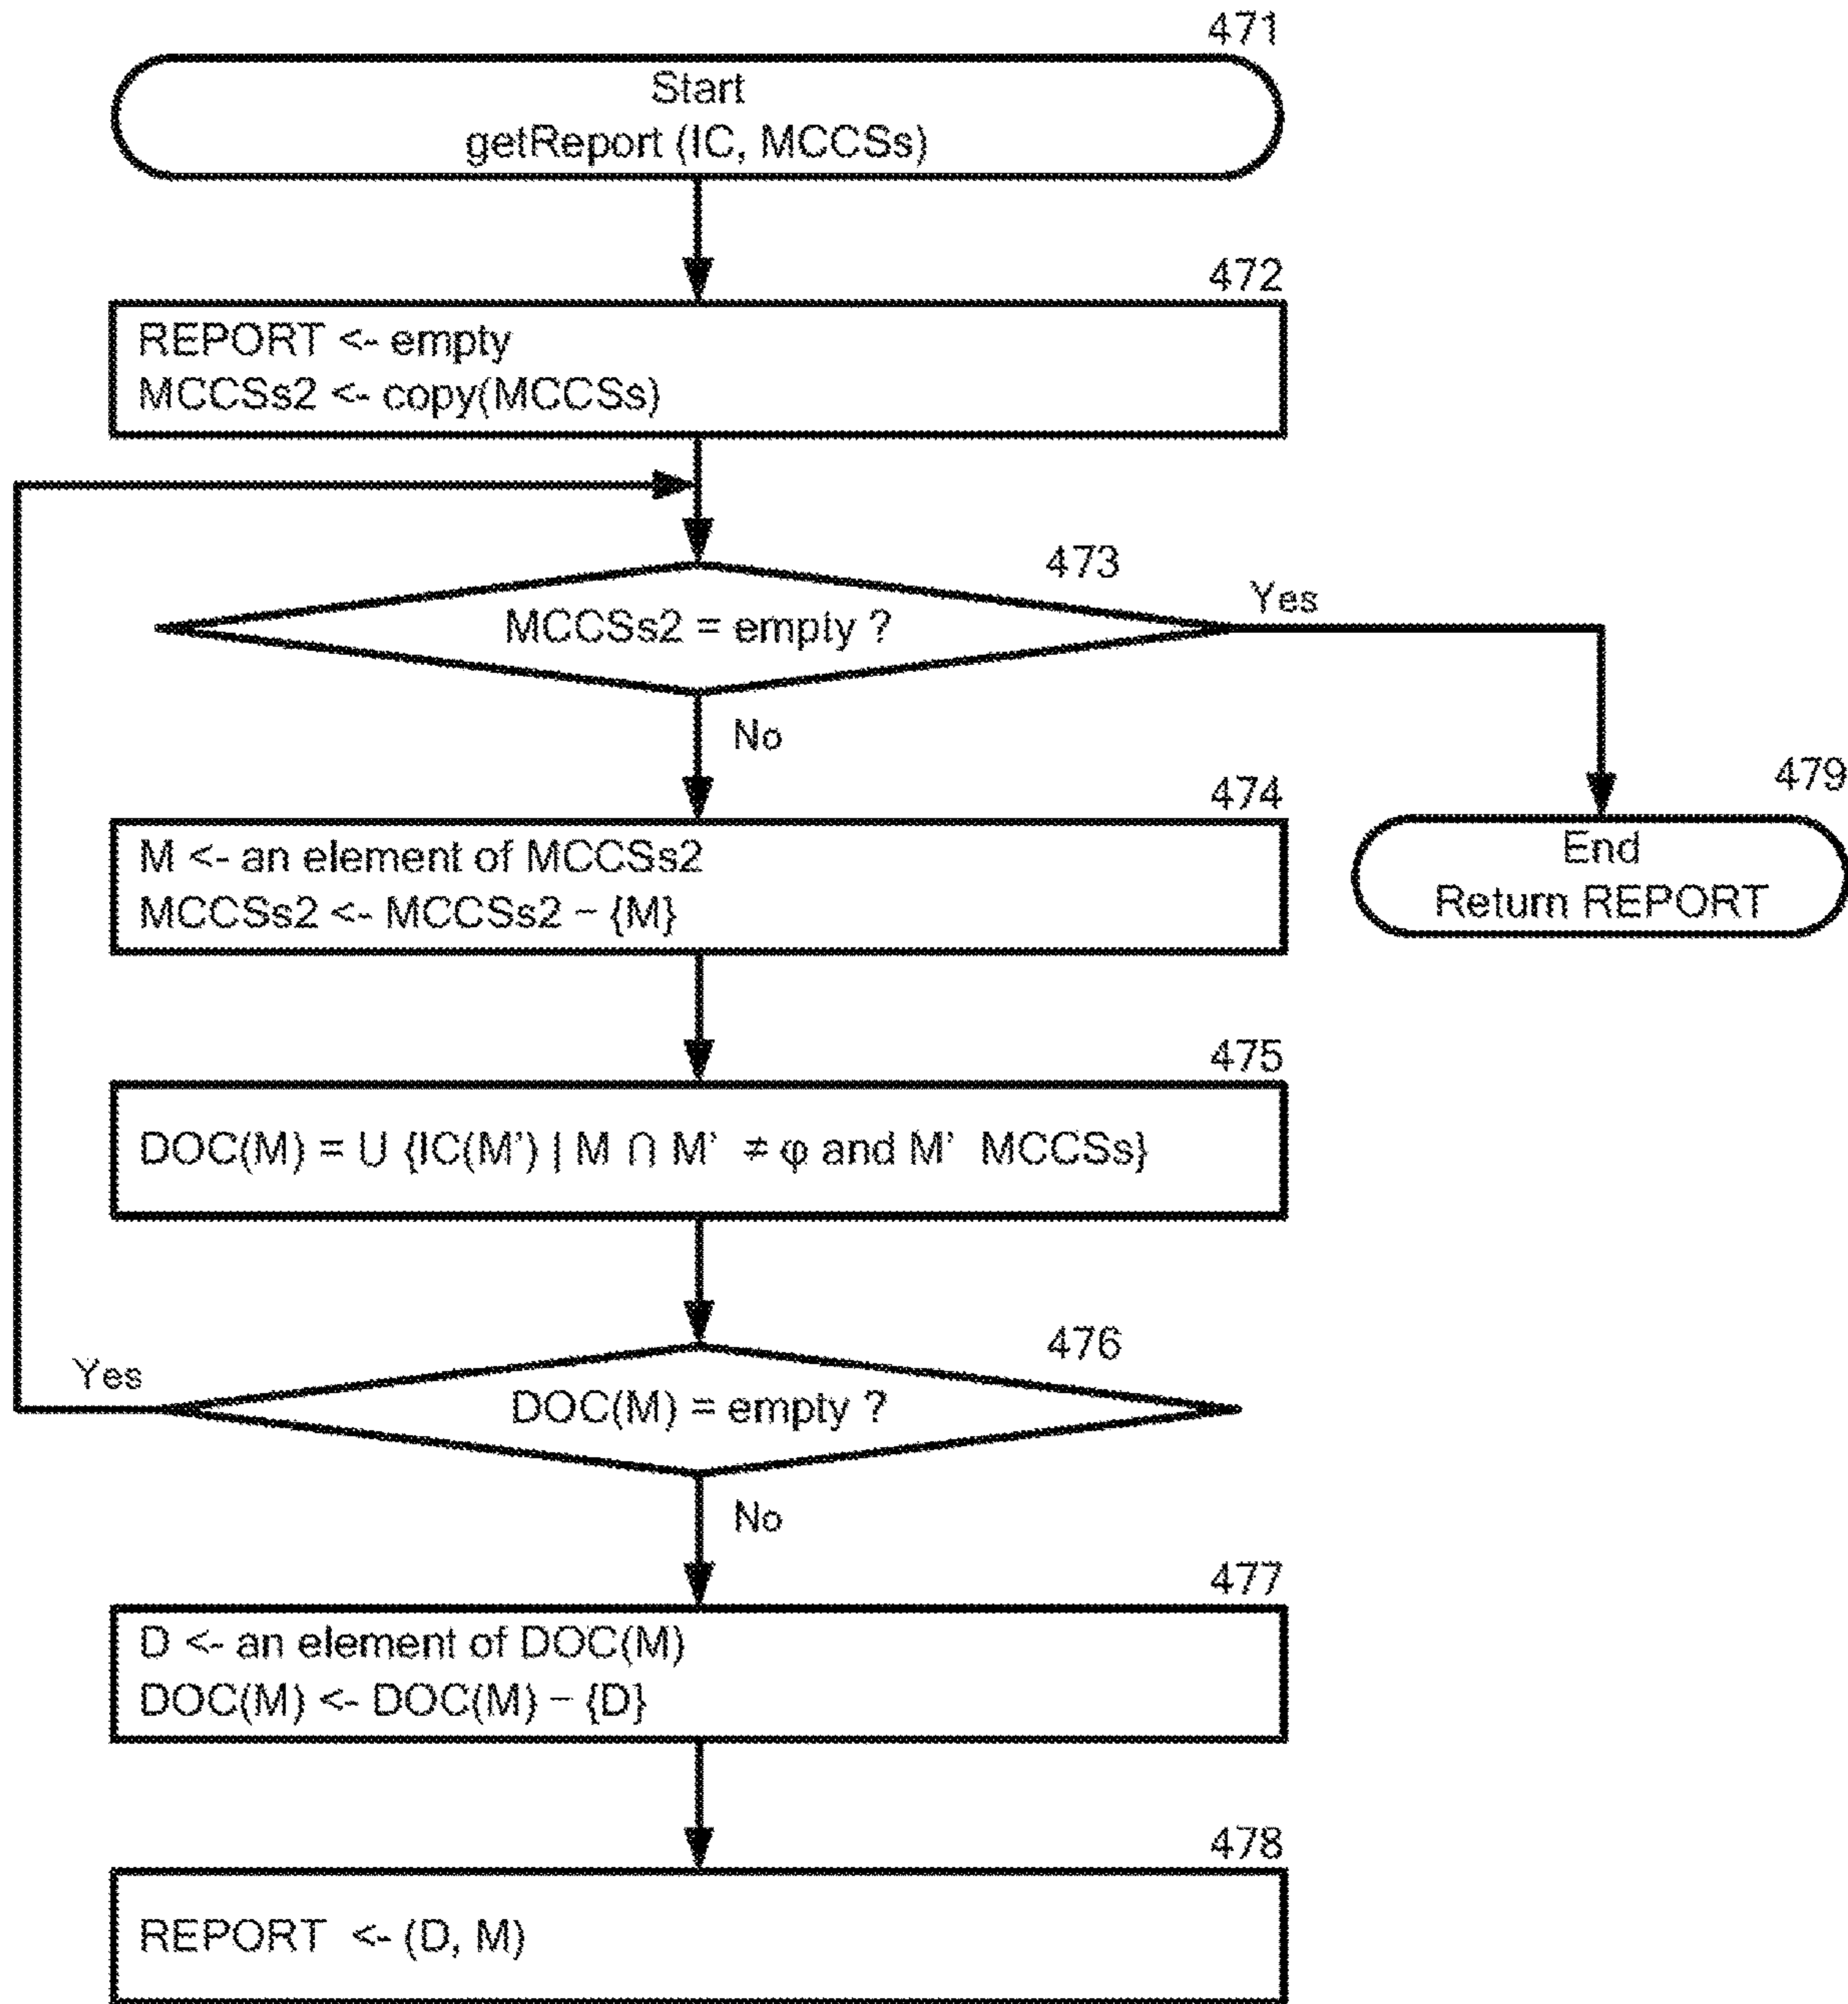 471
Start
getReport (IC, MCCSs)
472
REPORT <- empty
MCCSs2 <- copy(MCCSs)
473
MCCSs2 = empty ?
Yes
No
474
M <- an element of MCCSs2
MCCSs2 <- MCCSs2 − {M}
479
End
Return REPORT
475
DOC(M) = U {IC(M’) | M ∩ M‘ ≠ φ and M’ MCCSs}
476
DOC(M) = empty ?
Yes
No
477
D <- an element of DOC(M)
DOC(M) <- DOC(M) − {D}
478
REPORT <- (D, M)